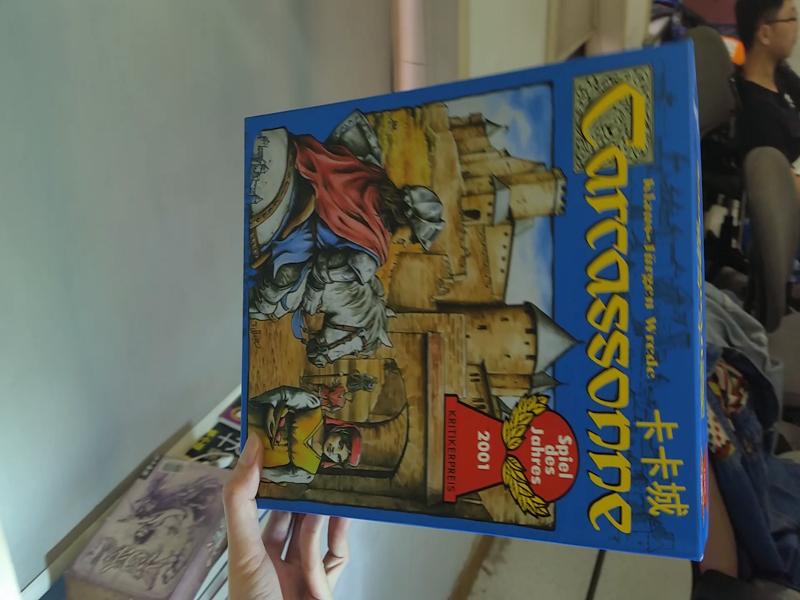 Klaus-Jürgen Wrede
卡卡城
Carcassonne
Spiel
des
Jahres
2001
KRITIKERPREIS